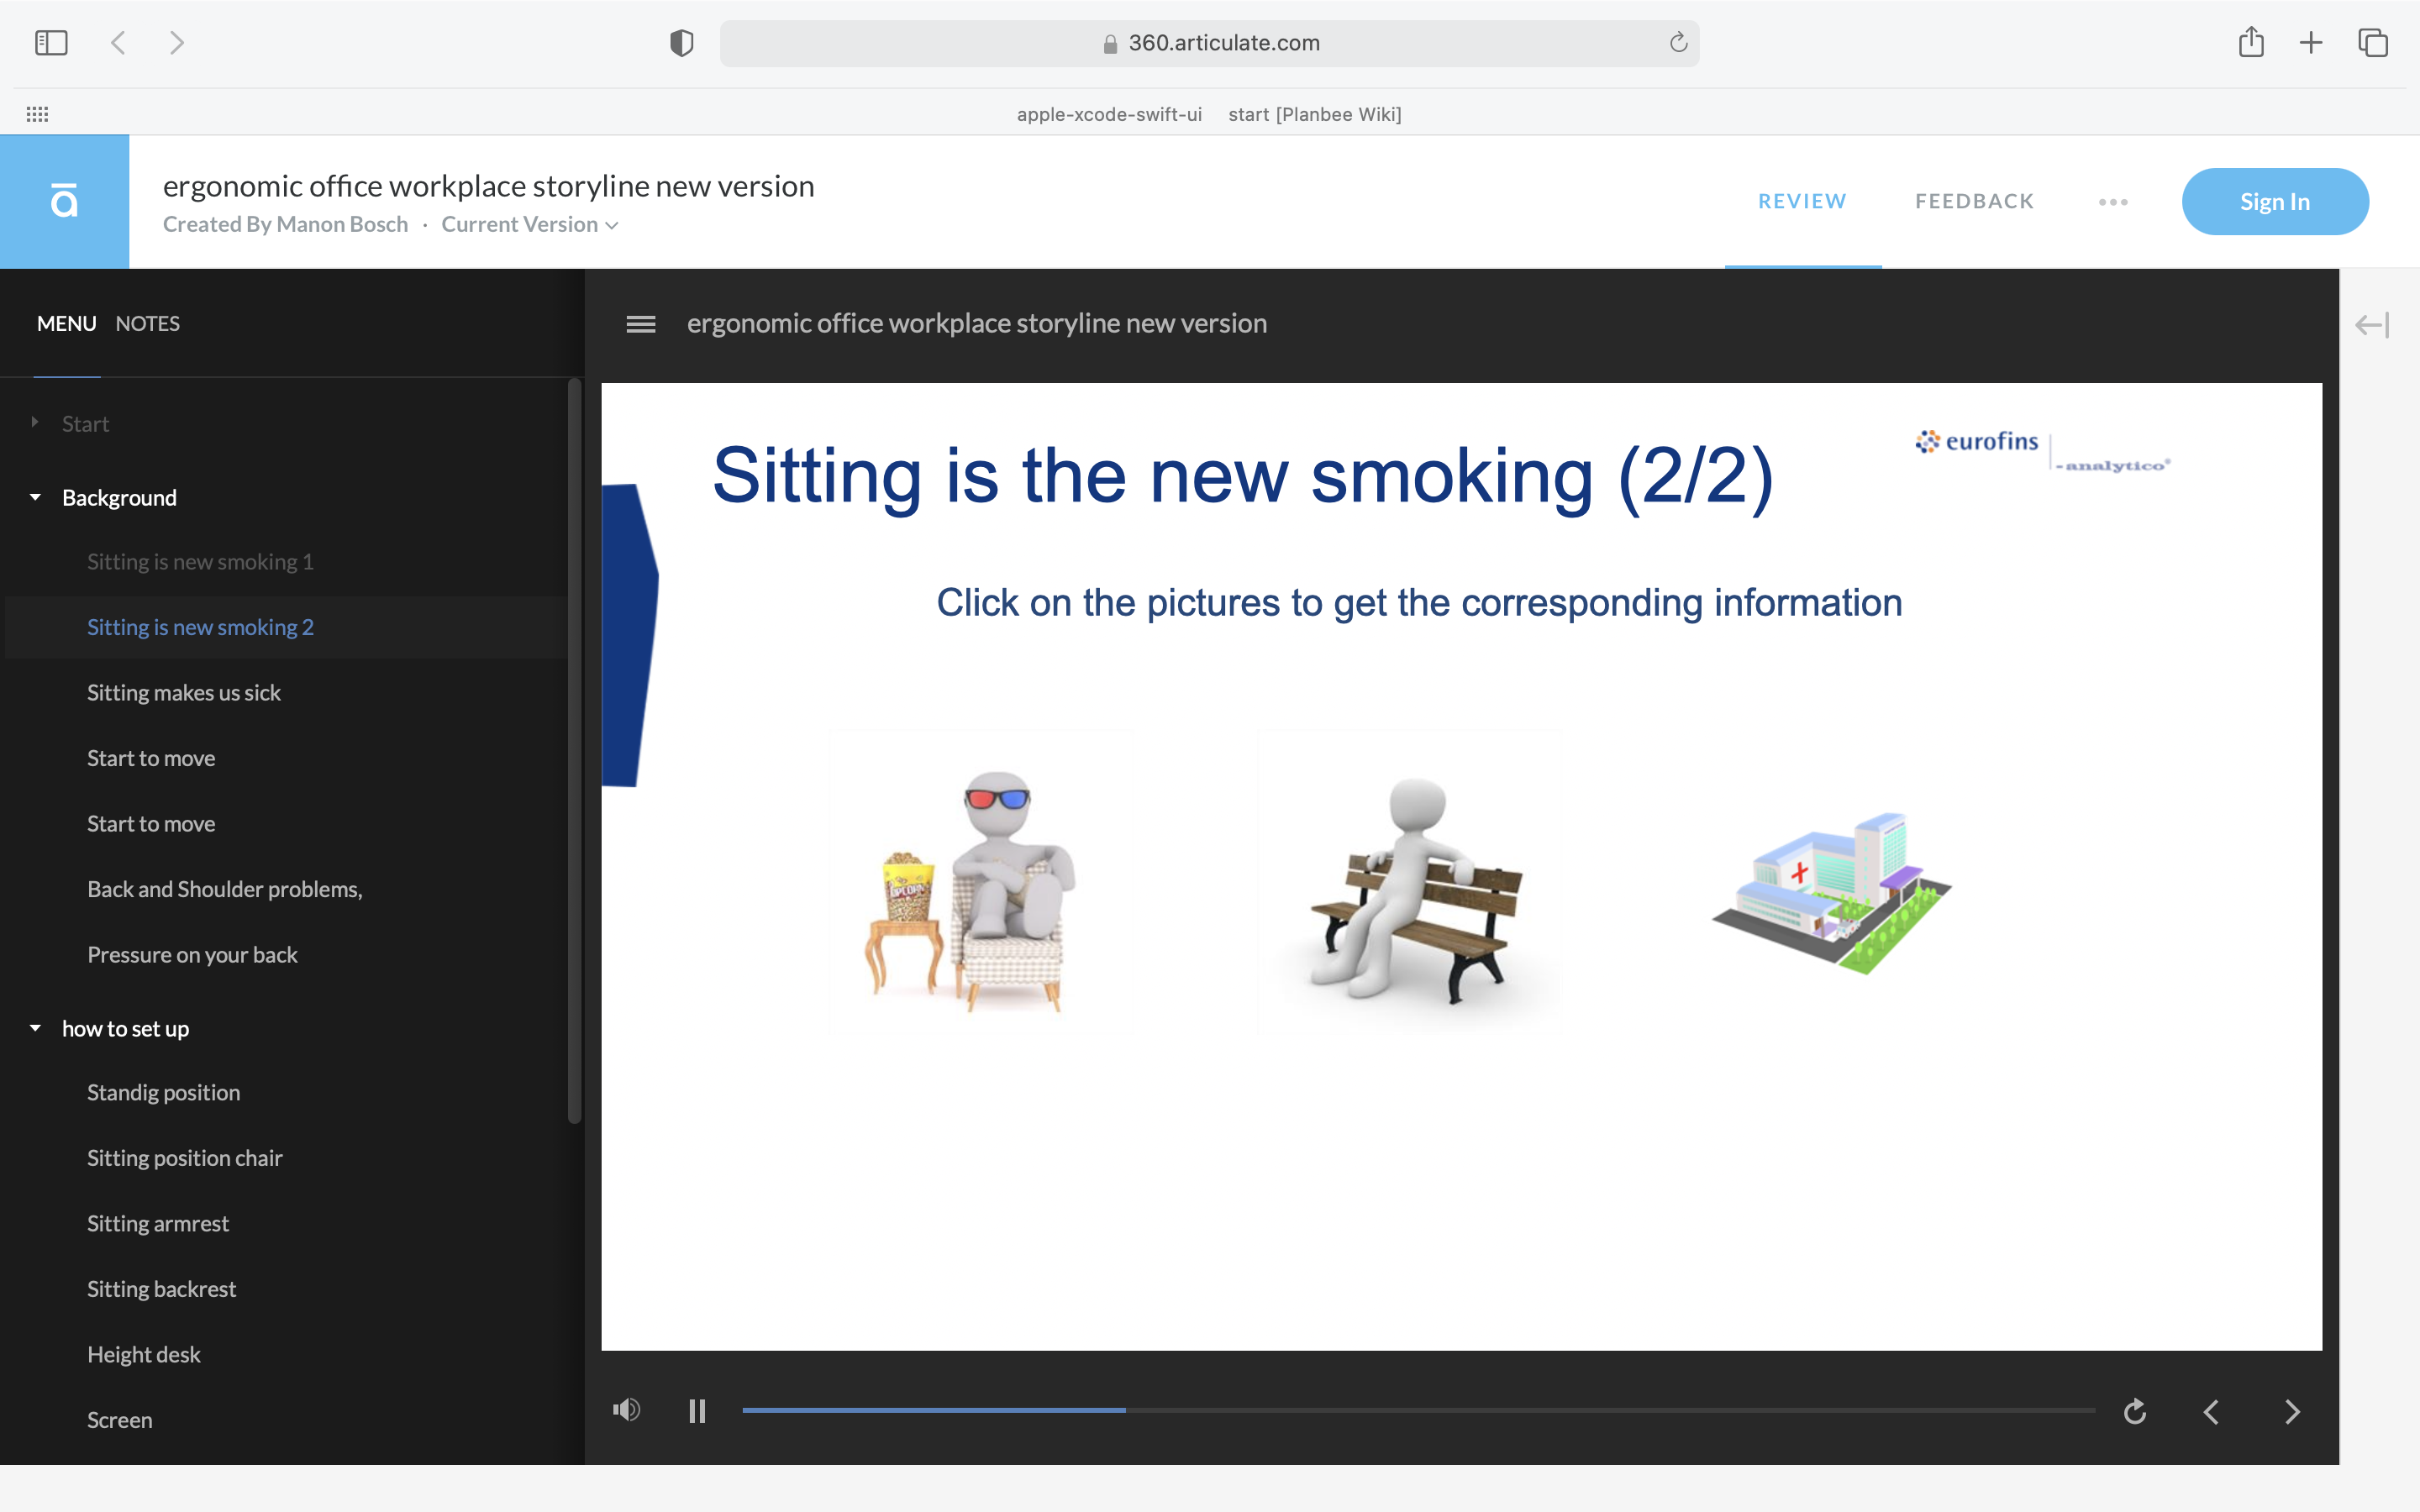 360.articulate.com
apple-xcode-swift-ui start [Planbee Wiki]
ā
ergonomic office workplace storyline new version
Created By Manon Bosch · Current Version
REVIEW FEEDBACK
Sign In
MENU NOTES
Start
Background
Sitting is new smoking 1
Sitting is new smoking 2
Sitting makes us sick
Start to move
Start to move
Back and Shoulder problems,
Pressure on your back
how to set up
Standig position
Sitting position chair
Sitting armrest
Sitting backrest
Height desk
Screen
ergonomic office workplace storyline new version
Sitting is the new smoking (2/2)
eurofins
-analytico®
Click on the pictures to get the corresponding information